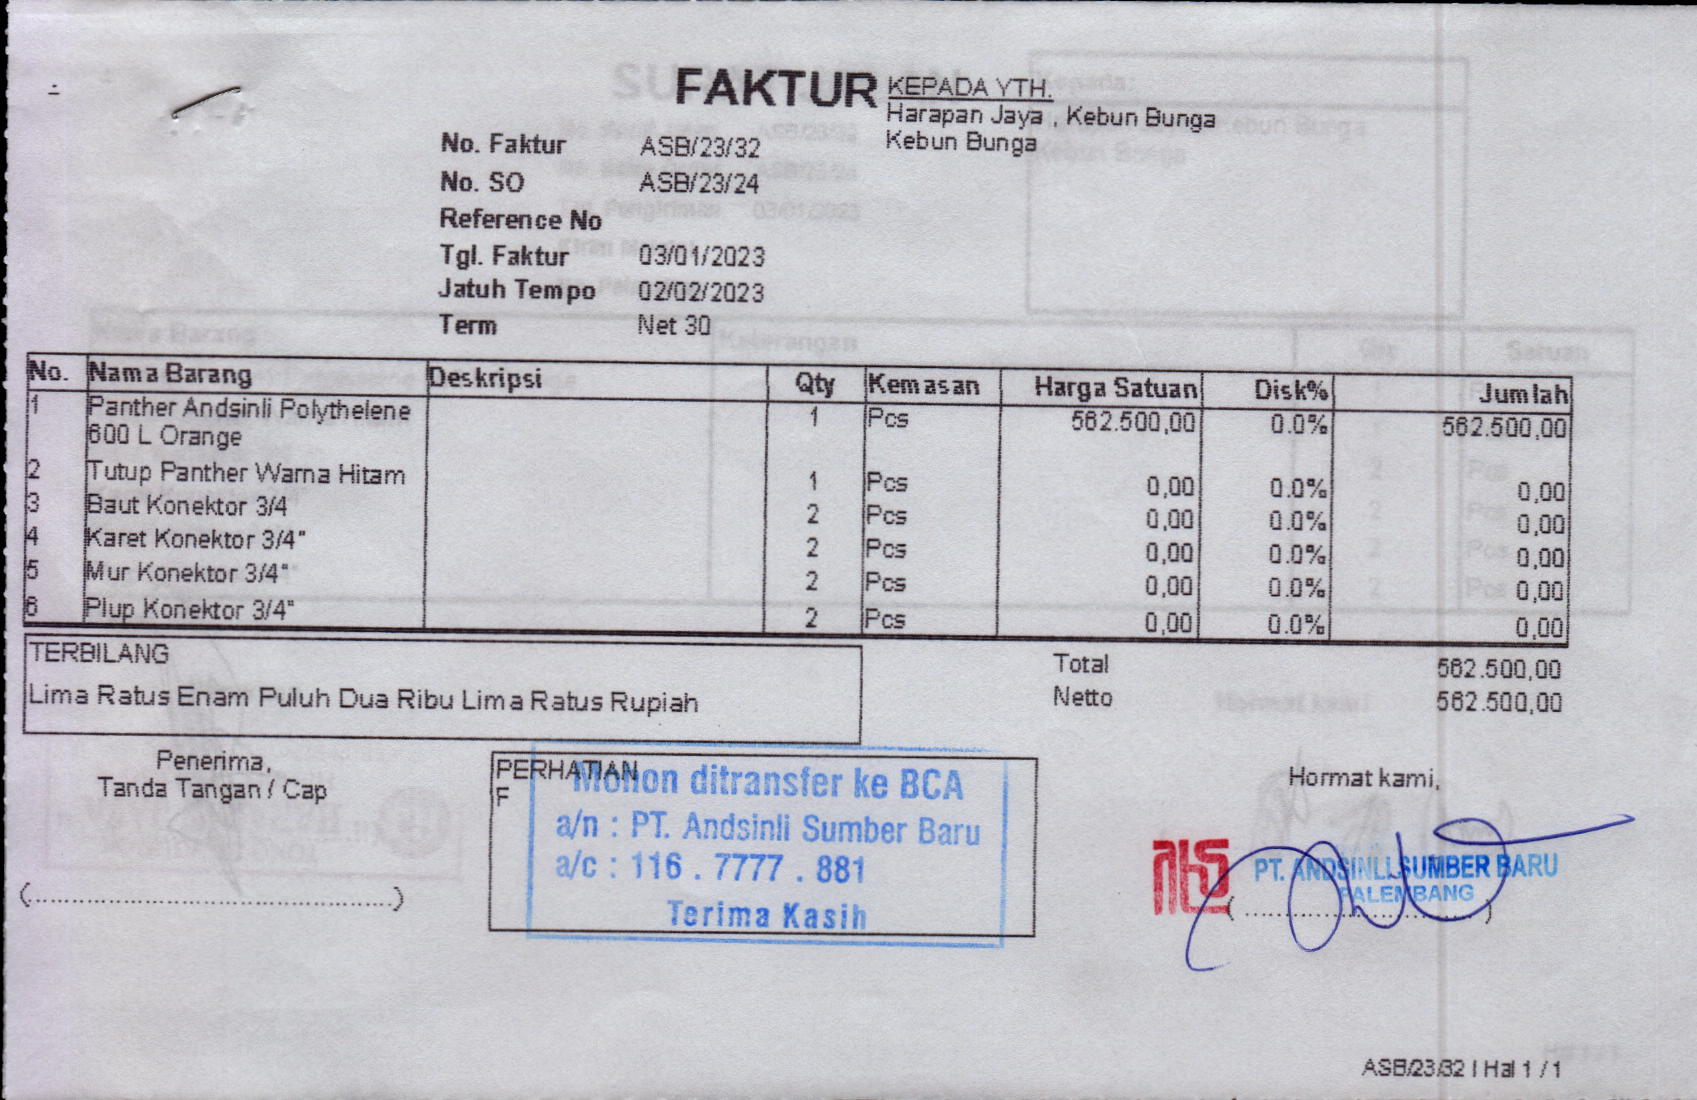 FAKTUR
KEPADA YTH.
Harapan Jaya , Kebun Bunga
Kebun Bunga
No. Faktur ASB/23/32
No. SO ASB/23/24
Reference No
Tgl. Faktur 03/01/2023
Jatuh Tempo 02/02/2023
Term Net 30
No. Nama Barang Deskripsi Qty Kemasan Harga Satuan Disk% Jumlah
1 Panther Andsinli Polythelene 1 Pcs 562.500,00 0.0% 562.500,00
600 L Orange
2 Tutup Panther Warna Hitam 1 Pcs 0,00 0.0% 0,00
3 Baut Konektor 3/4 2 Pcs 0,00 0.0% 0,00
4 Karet Konektor 3/4" 2 Pcs 0,00 0.0% 0,00
5 Mur Konektor 3/4" 2 Pcs 0,00 0.0% 0,00
6 Plup Konektor 3/4" 2 Pcs 0,00 0.0% 0,00
TERBILANG
Lima Ratus Enam Puluh Dua Ribu Lima Ratus Rupiah
Total 562.500,00
Netto 562.500,00
Penerima,
Tanda Tangan / Cap
(..................................................)
PERHATIAN
F
Mohon ditransfer ke BCA
a/n : PT. Andsinli Sumber Baru
a/c : 116 . 7777 . 881
Terima Kasih
Hormat kami,
PT. ANDSINLI SUMBER BARU
PALEMBANG
(..................................)
ASB/23/32 | Hal 1 / 1